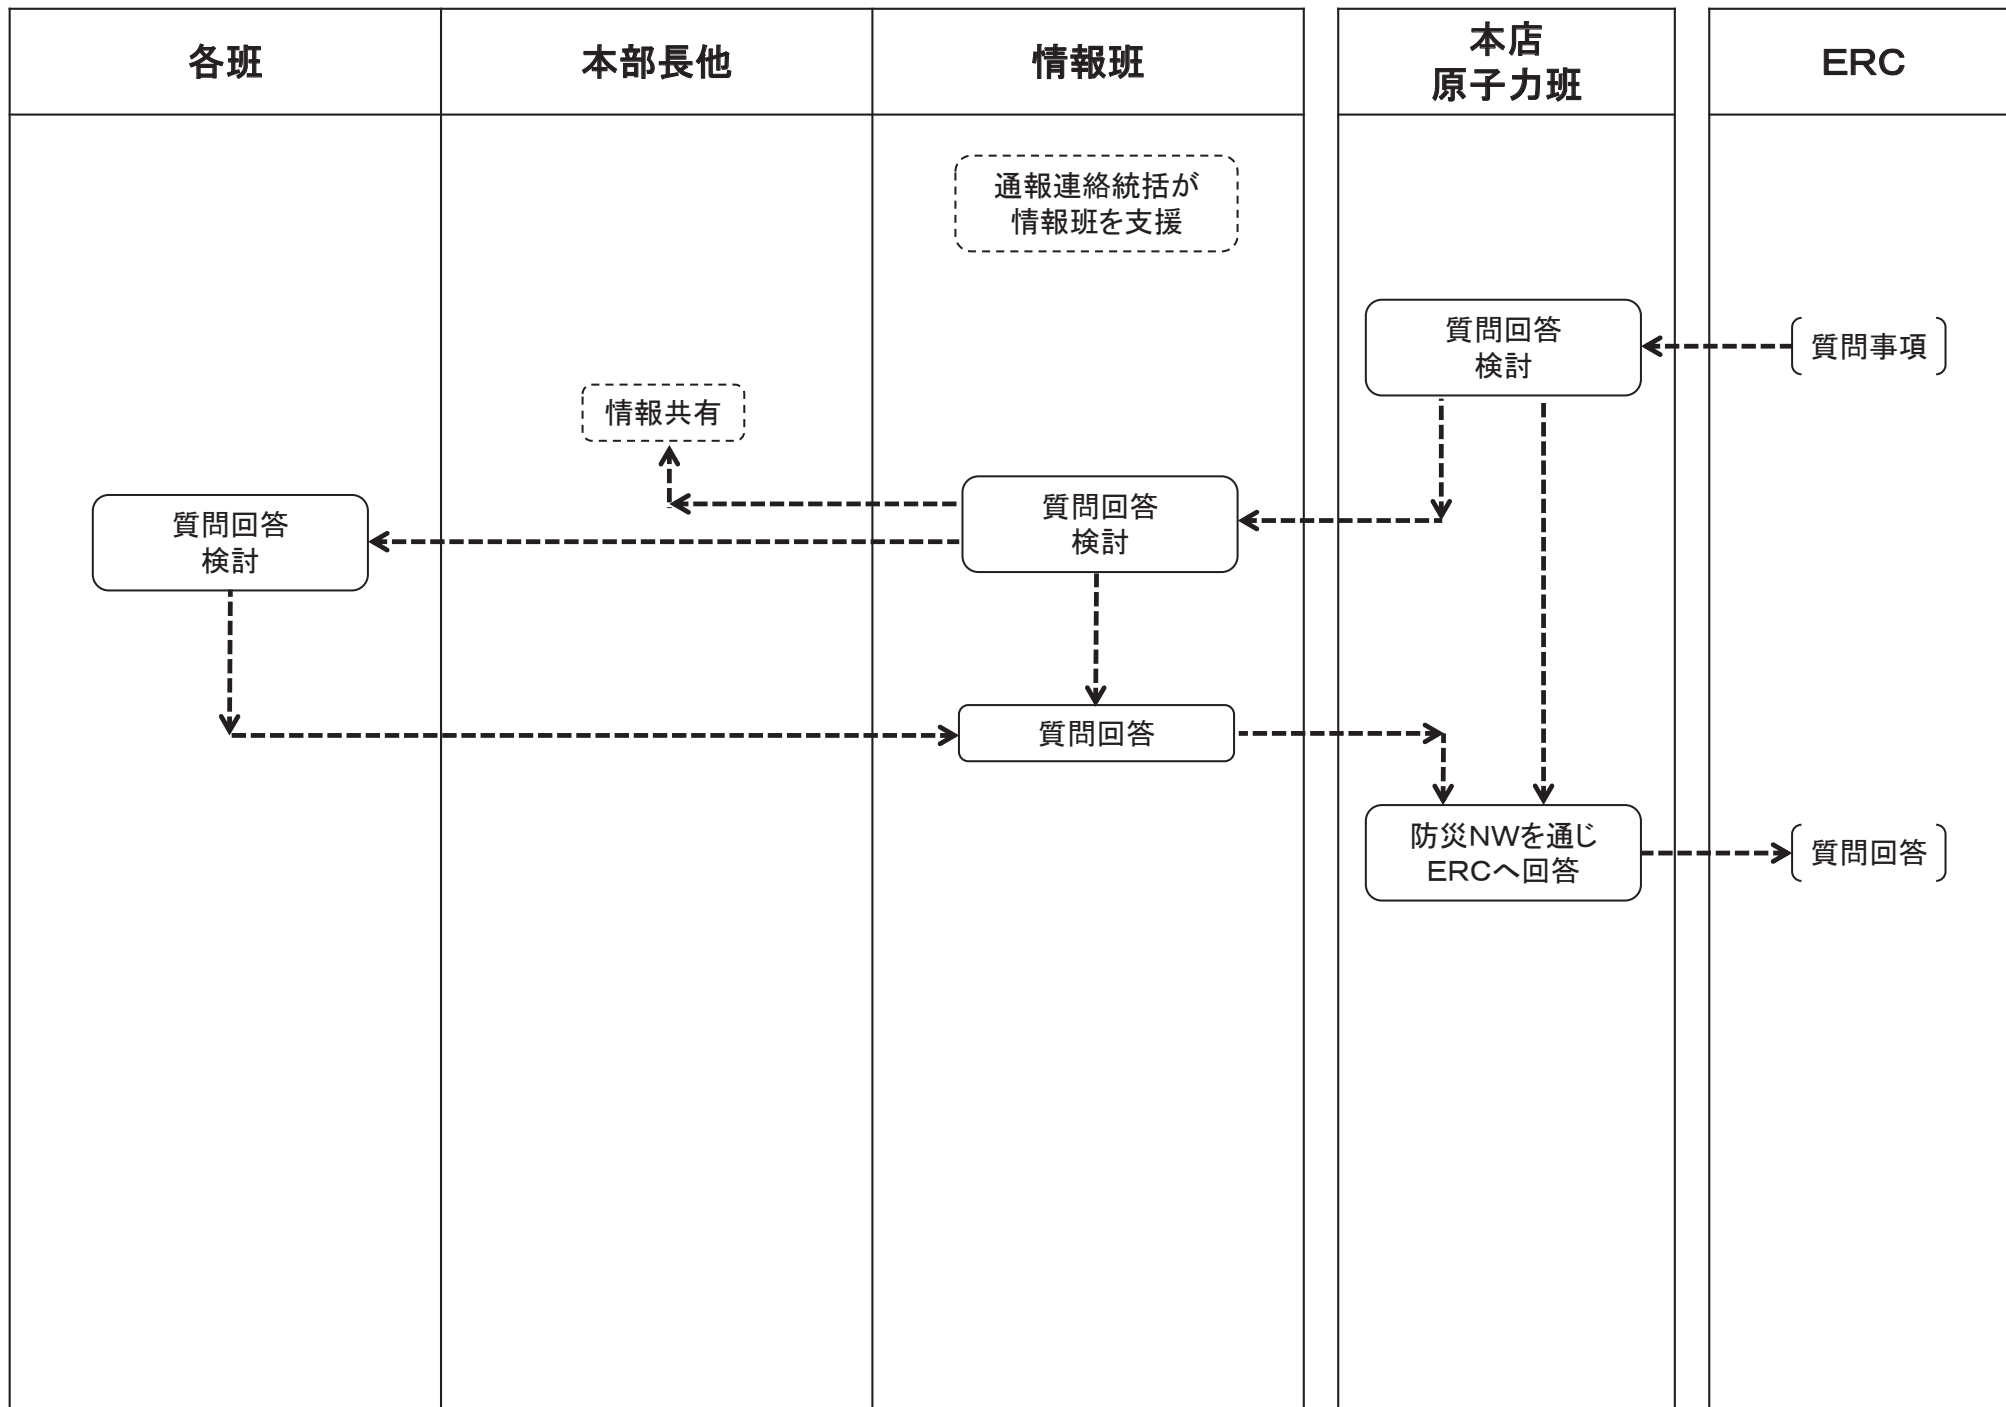 各班
本部長他
情報班
本店
原子力班
ERC
通報連絡統括が
情報班を支援
質問回答
検討
質問事項
情報共有
質問回答
検討
質問回答
検討
質問回答
防災NWを通じ
ERCへ回答
質問回答